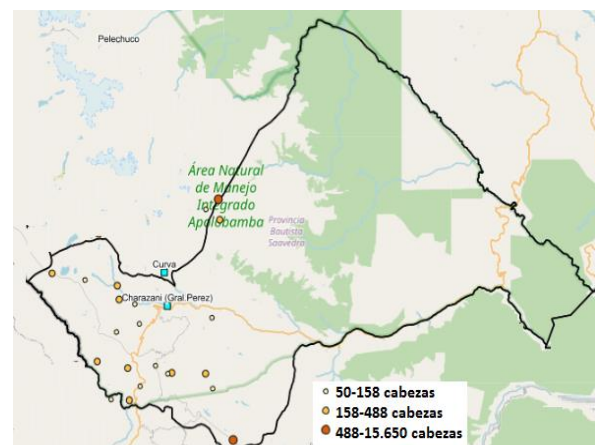 Pelechuco
Área Natural
de Manejo
Integrado
Apolobamba
Provincia
Bautista
Saavedra
Curva
Charazani (Gral.Perez)
50-158 cabezas
158-488 cabezas
488-15.650 cabezas